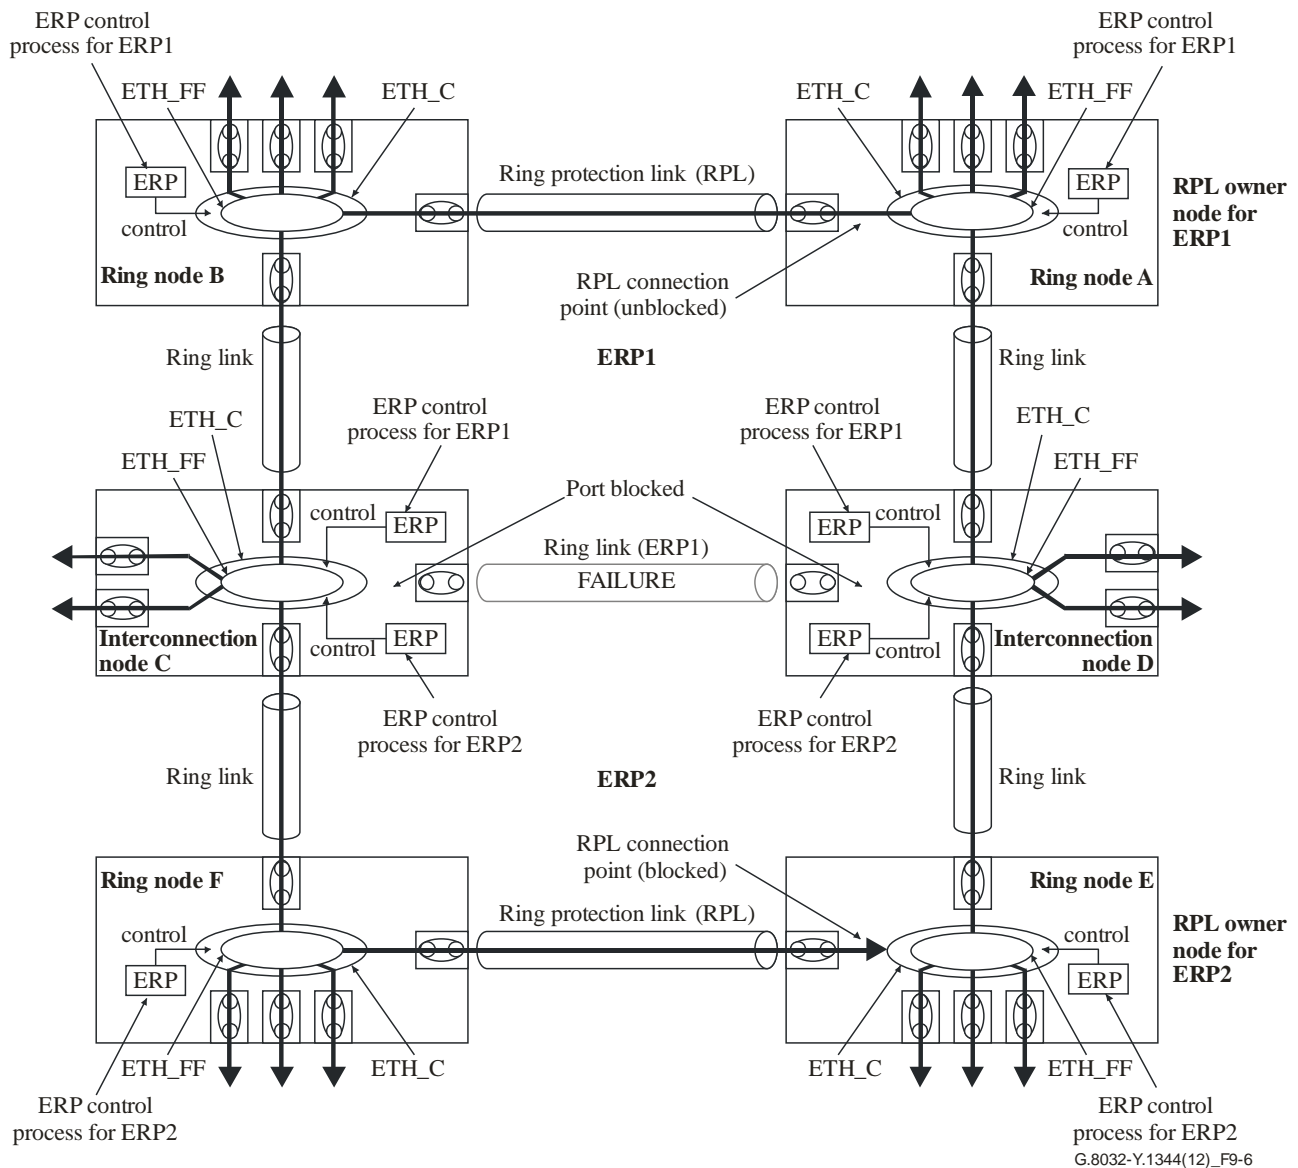 ERP control
process for ERP1
ERP control
process for ERP1
ETH_FF
ETH_C
ETH_C
ETH_FF
ERP
control
Ring protection link (RPL)
ERP
control
RPL owner
node for
ERP1
Ring node B
RPL connection
point (unblocked)
Ring node A
Ring link
ERP1
Ring link
ETH_C
ETH_FF
ERP control
process for ERP1
ERP control
process for ERP1
ETH_C
ETH_FF
Port blocked
control
ERP
ERP
control
Ring link (ERP1)
FAILURE
Interconnection
node C
control
ERP
ERP
control
Interconnection
node D
ERP control
process for ERP2
ERP control
process for ERP2
Ring link
ERP2
Ring link
RPL connection
point (blocked)
Ring node F
Ring node E
control
ERP
Ring protection link (RPL)
control
ERP
RPL owner
node for
ERP2
ETH_FF
ETH_C
ETH_C
ETH_FF
ERP control
process for ERP2
ERP control
process for ERP2
G.8032-Y.1344(12)_F9-6